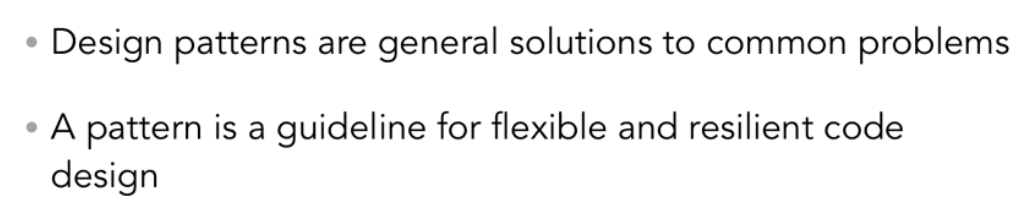 • Design patterns are general solutions to common problems
• A pattern is a guideline for flexible and resilient code
design